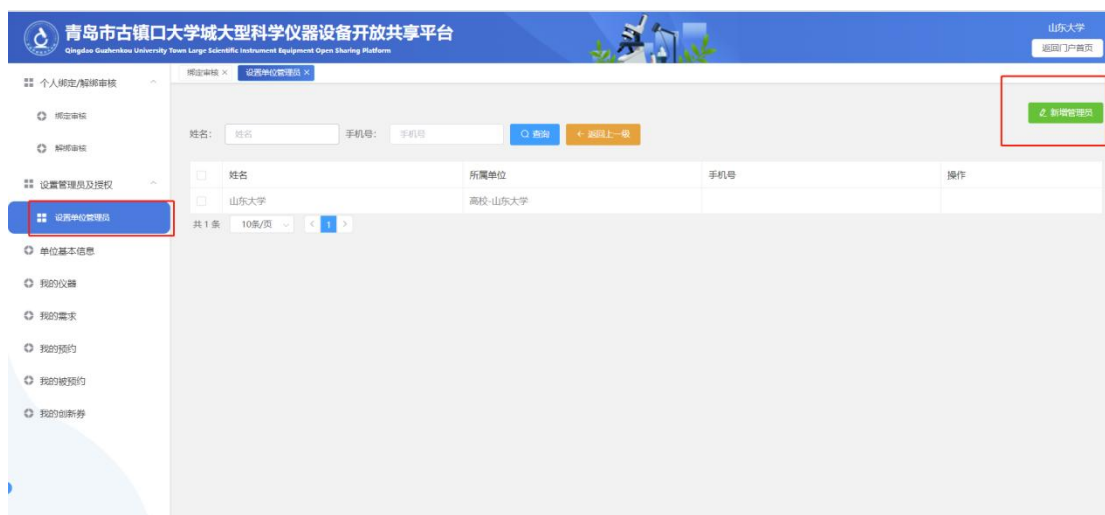 青岛市古镇口大学城大型科学仪器设备开放共享平台
Qingdao Guzhenkou University Town Large Scientific Instrument Equipment Open Sharing Platform
山东大学
返回门户首页
个人绑定/解绑审核
绑定审核
解绑审核
设置管理员及授权
设置单位管理员
单位基本信息
我的仪器
我的需求
我的预约
我的被预约
我的创新券
绑定审核 × 设置单位管理员 ×
新增管理员
姓名: 姓名 手机号: 手机号 查询 返回上一级
姓名 所属单位 手机号 操作
山东大学 高校-山东大学
共 1 条 10条/页 < 1 >